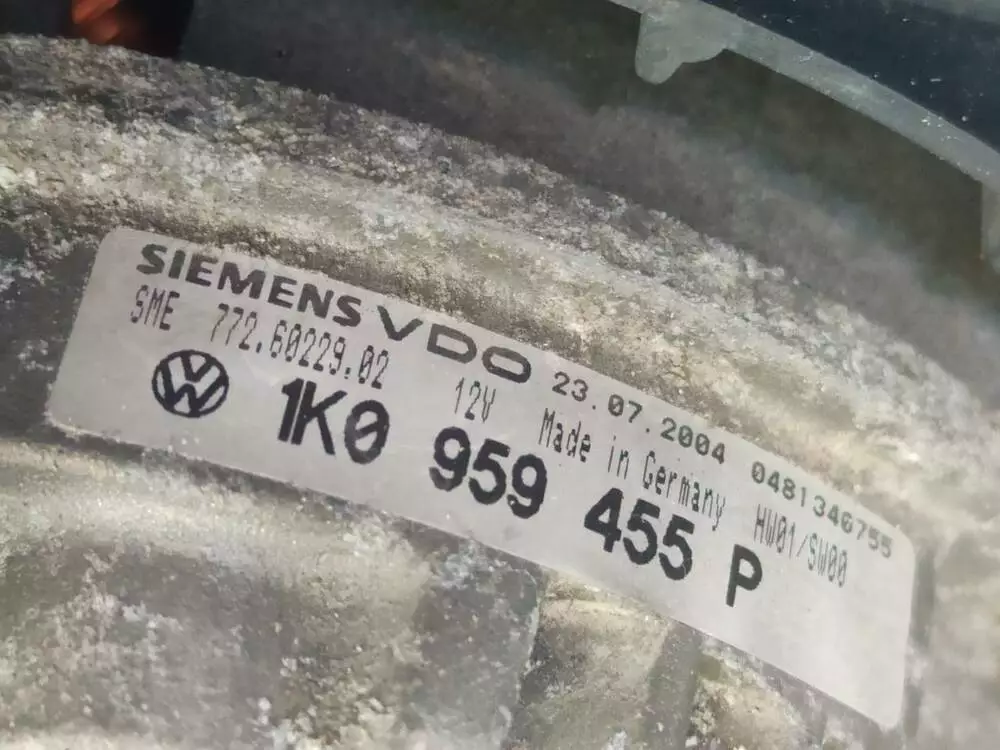 SIEMENS VDO 23.07.2004 0481346755
SME 772.60229.02 12V Made in Germany HW01/SW00
1K0 959 455 P